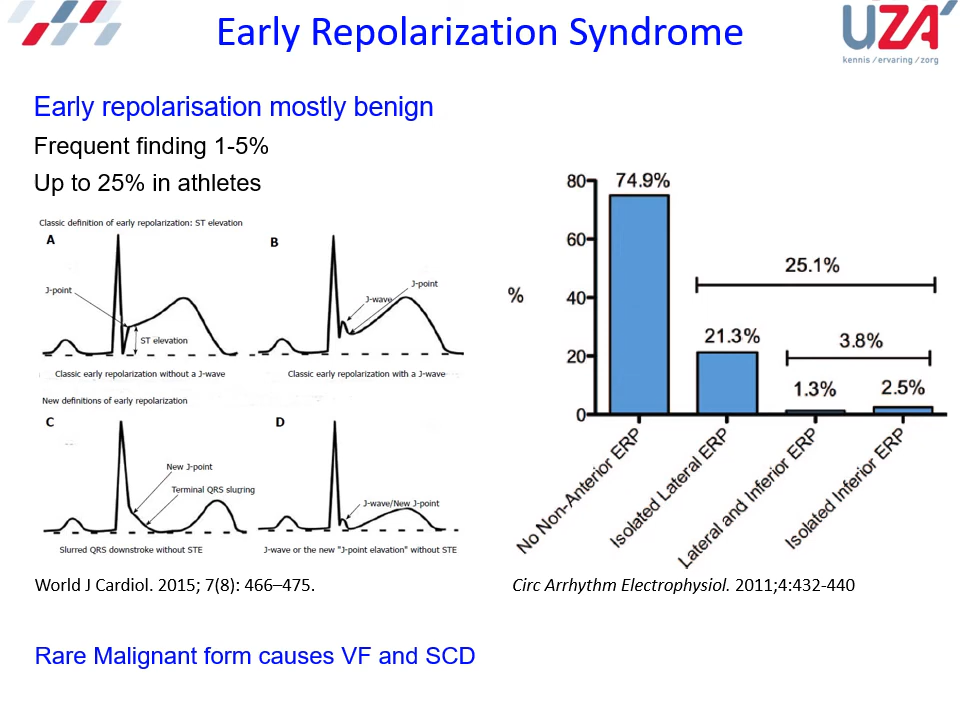 Early Repolarization Syndrome
UZA'
kennis / ervaring / zorg
Early repolarisation mostly benign
Frequent finding 1-5%
Up to 25% in athletes
Classic definition of early repolarization: ST elevation
A
J-point
ST elevation
Classic early repolarization without a J-wave
B
J-point
J-wave
Classic early repolarization with a J-wave
New definitions of early repolarization
C
New J-point
Terminal QRS slurring
Slurred QRS downstroke without STE
D
J-wave/New J-point
J-wave or the new "J-point elavation" without STE
World J Cardiol. 2015; 7(8): 466–475.
%
80
60
40
20
0
74.9%
25.1%
21.3%
3.8%
1.3%
2.5%
No Non-Anterior ERP
Isolated Lateral ERP
Lateral and Inferior ERP
Isolated Inferior ERP
Circ Arrhythm Electrophysiol. 2011;4:432-440
Rare Malignant form causes VF and SCD